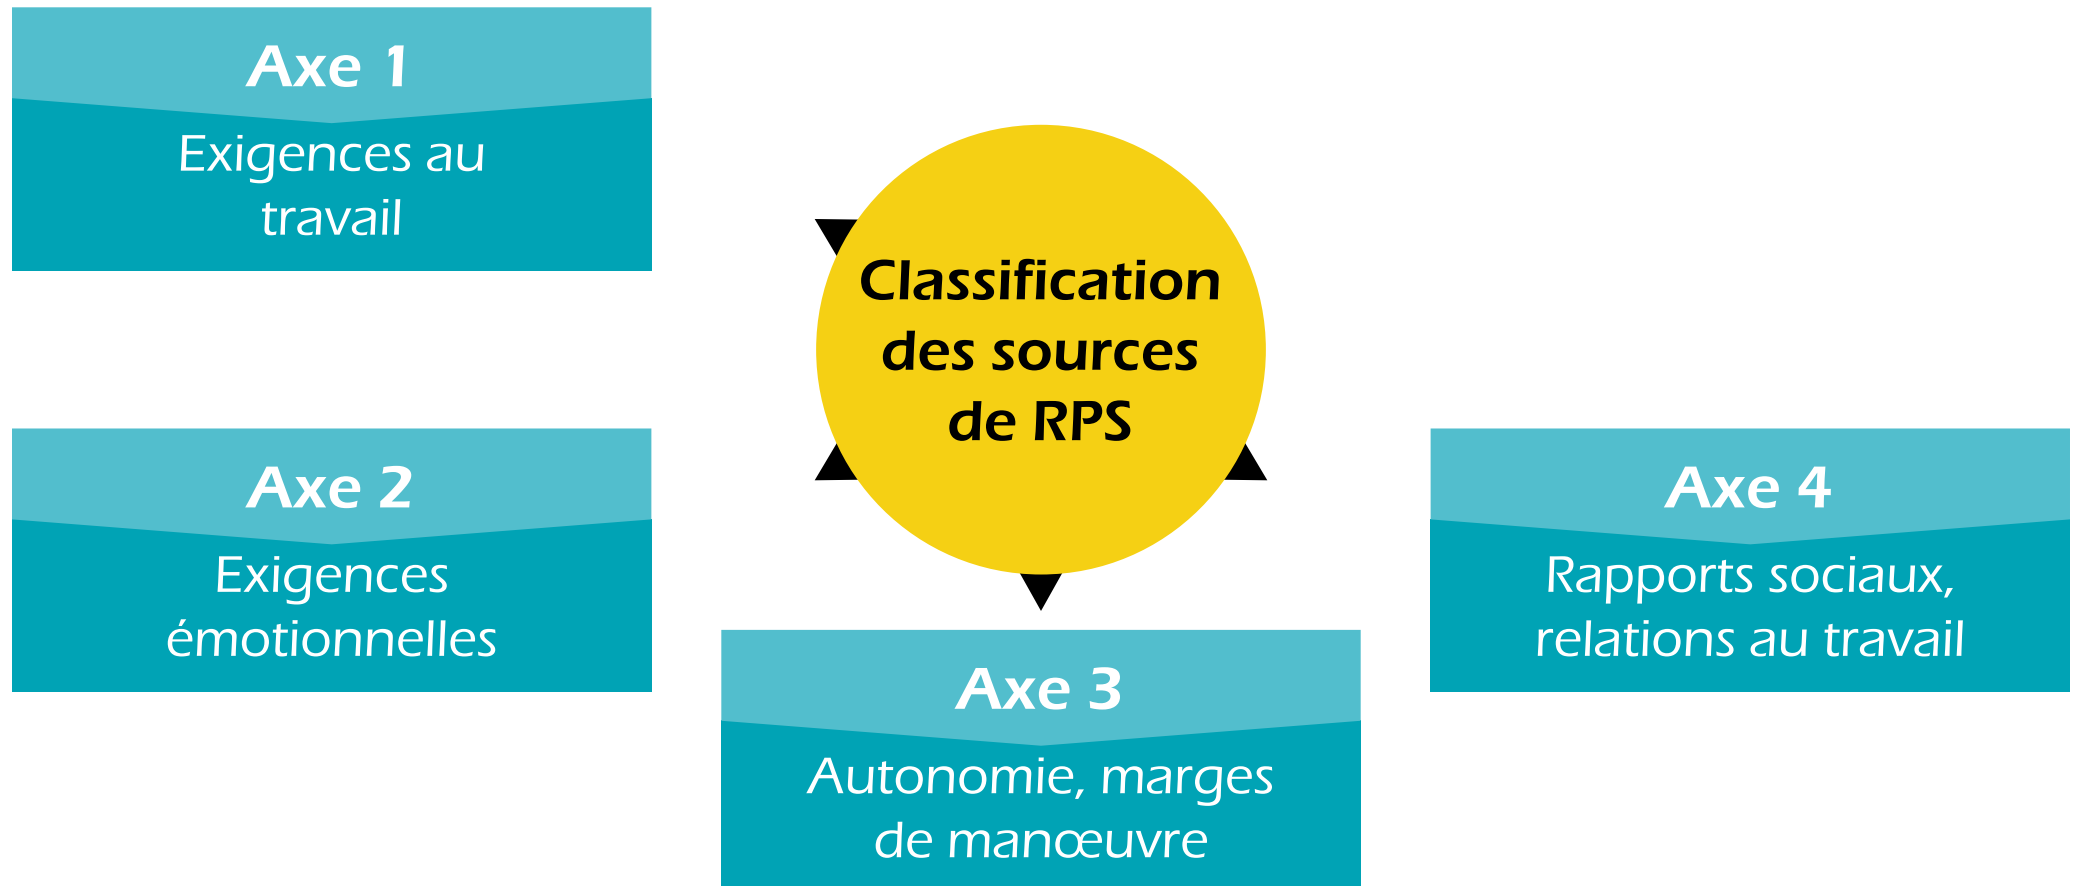 Axe 1
Exigences au
travail
Classification
des sources
de RPS
Axe 2
Exigences
émotionnelles
Axe 3
Autonomie, marges
de manœuvre
Axe 4
Rapports sociaux,
relations au travail